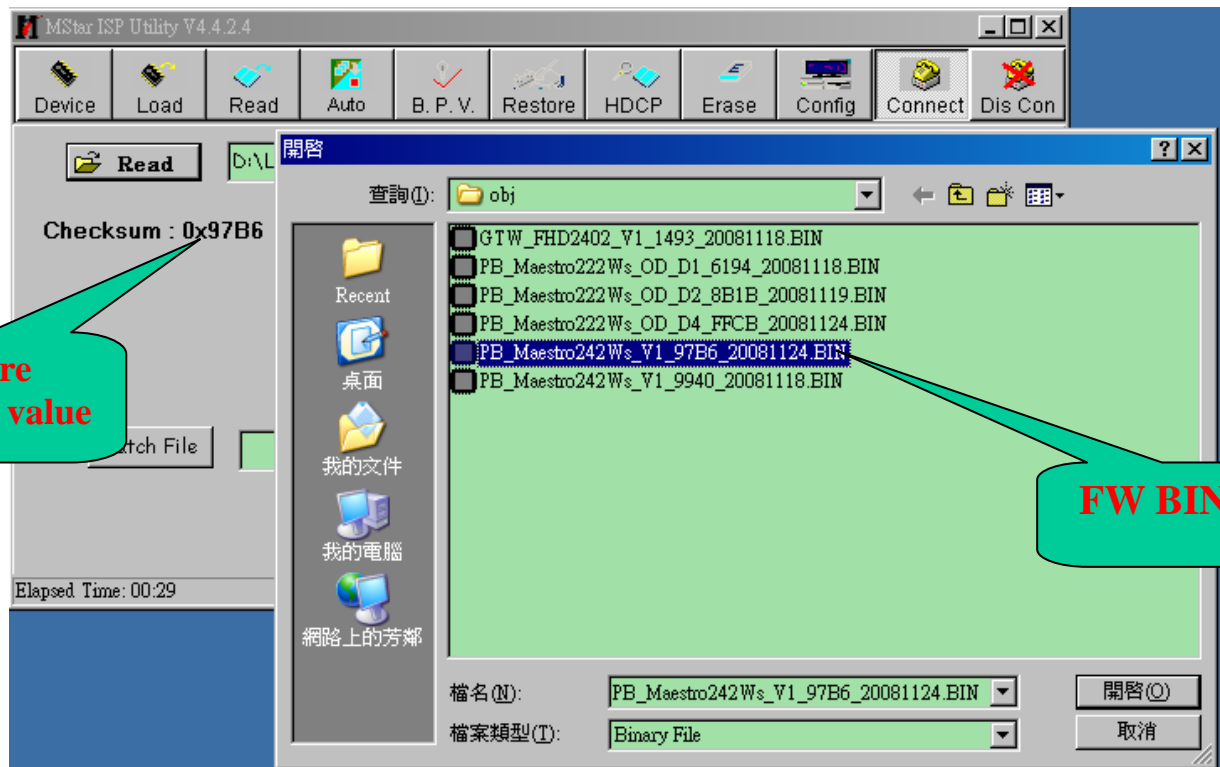 MStar ISP Utility V4.4.2.4
Device Load Read Auto B. P. V. Restore HDCP Erase Config Connect Dis Con
Read D:\L
Checksum : 0x97B6
re
value
atch File
Elapsed Time: 00:29
開啓
查詢(I): obj
Recent
桌面
我的文件
我的電腦
網路上的芳鄰
GTW_FHD2402_V1_1493_20081118.BIN
PB_Maestro222Ws_OD_D1_6194_20081118.BIN
PB_Maestro222Ws_OD_D2_8B1B_20081119.BIN
PB_Maestro222Ws_OD_D4_FFCB_20081124.BIN
PB_Maestro242Ws_V1_97B6_20081124.BIN
PB_Maestro242Ws_V1_9940_20081118.BIN
FW BIN
檔名(N): PB_Maestro242Ws_V1_97B6_20081124.BIN 開啓(O)
檔案類型(T): Binary File 取消